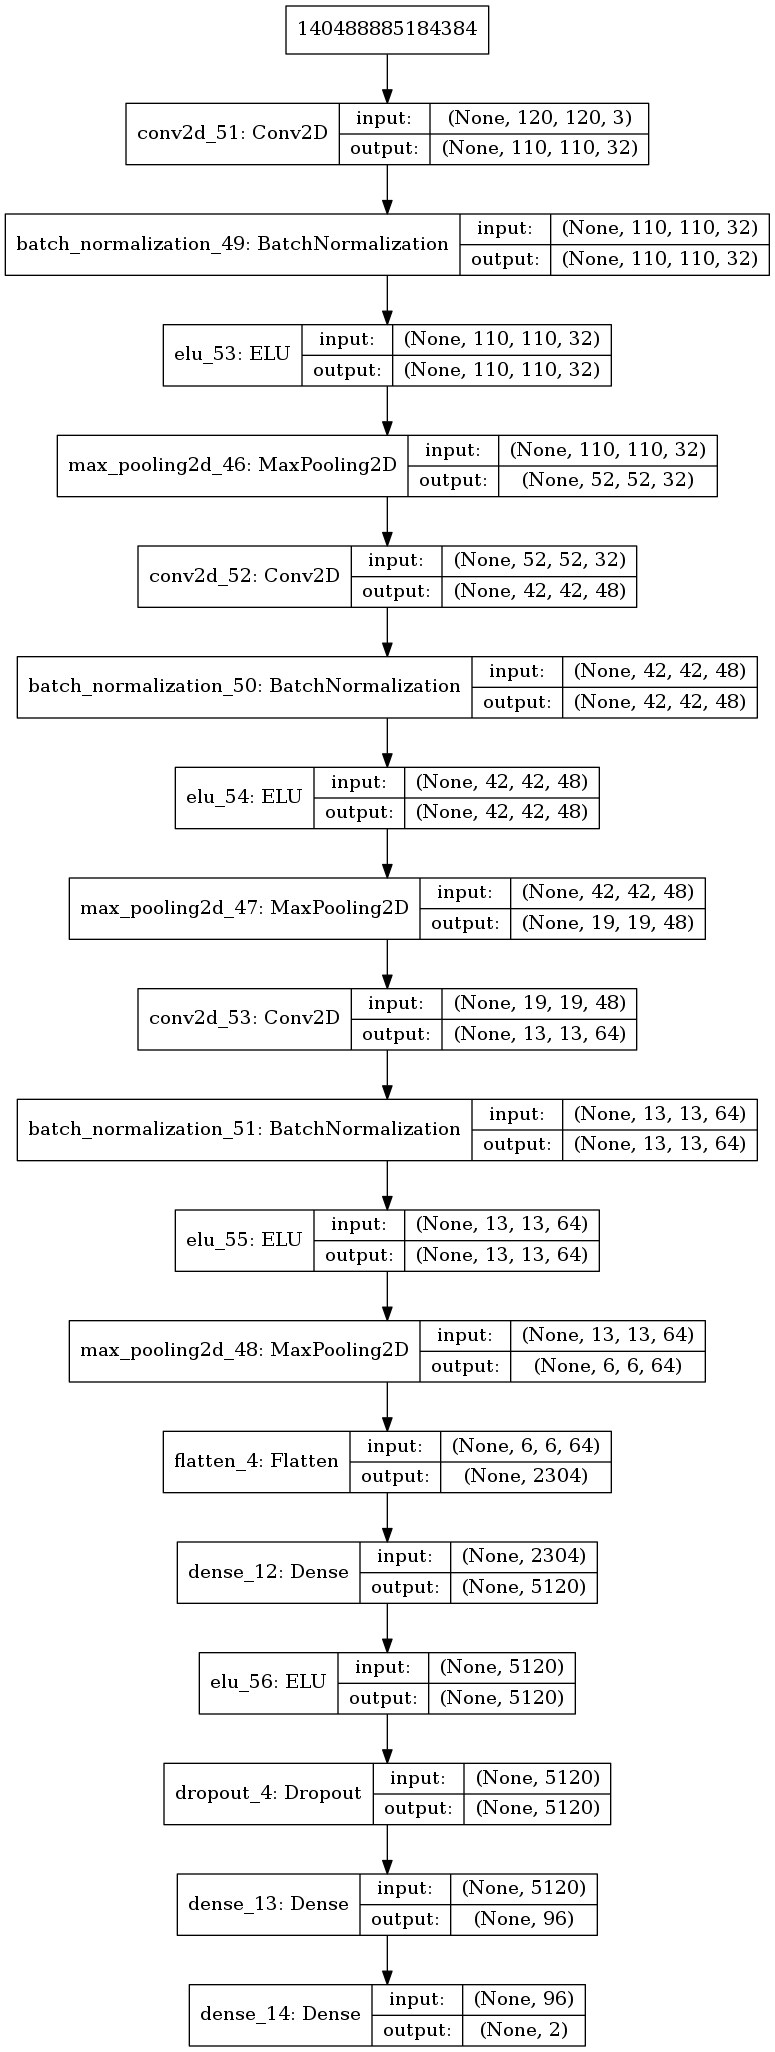 140488885184384
conv2d_51: Conv2D
input:
(None, 120, 120, 3)
output:
(None, 110, 110, 32)
batch_normalization_49: BatchNormalization
input:
(None, 110, 110, 32)
output:
(None, 110, 110, 32)
elu_53: ELU
input:
(None, 110, 110, 32)
output:
(None, 110, 110, 32)
max_pooling2d_46: MaxPooling2D
input:
(None, 110, 110, 32)
output:
(None, 52, 52, 32)
conv2d_52: Conv2D
input:
(None, 52, 52, 32)
output:
(None, 42, 42, 48)
batch_normalization_50: BatchNormalization
input:
(None, 42, 42, 48)
output:
(None, 42, 42, 48)
elu_54: ELU
input:
(None, 42, 42, 48)
output:
(None, 42, 42, 48)
max_pooling2d_47: MaxPooling2D
input:
(None, 42, 42, 48)
output:
(None, 19, 19, 48)
conv2d_53: Conv2D
input:
(None, 19, 19, 48)
output:
(None, 13, 13, 64)
batch_normalization_51: BatchNormalization
input:
(None, 13, 13, 64)
output:
(None, 13, 13, 64)
elu_55: ELU
input:
(None, 13, 13, 64)
output:
(None, 13, 13, 64)
max_pooling2d_48: MaxPooling2D
input:
(None, 13, 13, 64)
output:
(None, 6, 6, 64)
flatten_4: Flatten
input:
(None, 6, 6, 64)
output:
(None, 2304)
dense_12: Dense
input:
(None, 2304)
output:
(None, 5120)
elu_56: ELU
input:
(None, 5120)
output:
(None, 5120)
dropout_4: Dropout
input:
(None, 5120)
output:
(None, 5120)
dense_13: Dense
input:
(None, 5120)
output:
(None, 96)
dense_14: Dense
input:
(None, 96)
output:
(None, 2)